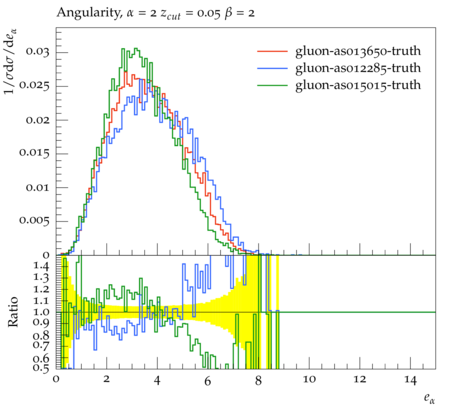 Angularity, α = 2 z_cut = 0.05 β = 2
1/σdσ/de_α
gluon-as013650-truth
gluon-as012285-truth
gluon-as015015-truth
0.03
0.025
0.02
0.015
0.01
0.005
0
Ratio
1.4
1.3
1.2
1.1
1.0
0.9
0.8
0.7
0.6
0.5
0 2 4 6 8 10 12 14
e_α